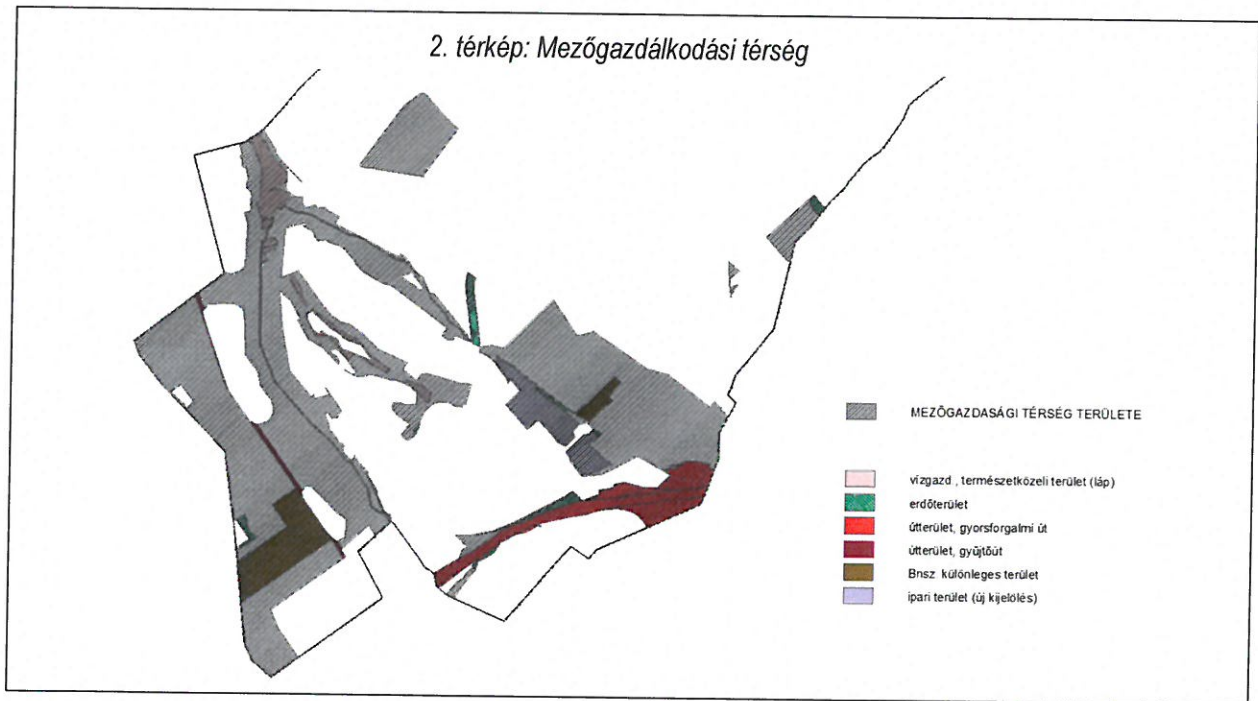 2. térkép: Mezőgazdálkodási térség
MEZŐGAZDASÁGI TÉRSÉG TERÜLETE
vízgazd., természetközeli terület (láp)
erdőterület
útterület, gyorsforgalmi út
útterület, gyűjtőút
Bnsz különleges terület
ipari terület (új kijelölés)